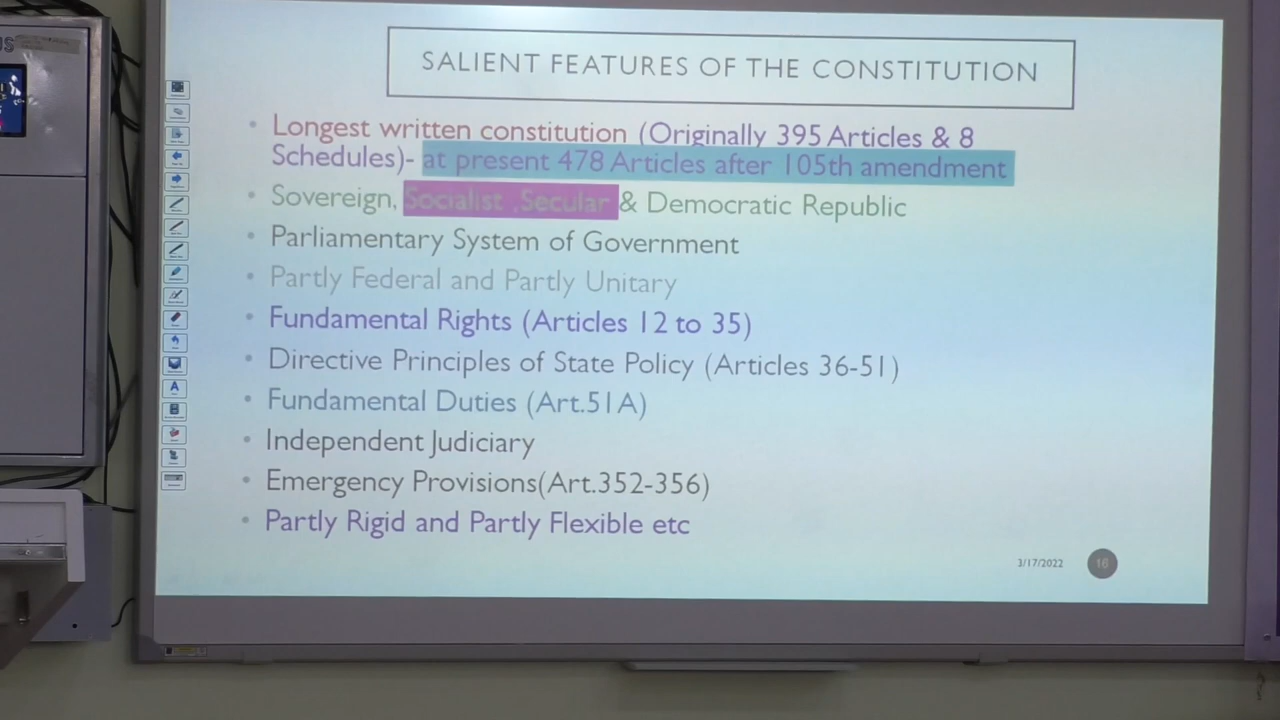 SALIENT FEATURES OF THE CONSTITUTION
• Longest written constitution (Originally 395 Articles & 8
Schedules)- at present 478 Articles after 105th amendment
• Sovereign, Socialist ,Secular & Democratic Republic
• Parliamentary System of Government
• Partly Federal and Partly Unitary
• Fundamental Rights (Articles 12 to 35)
• Directive Principles of State Policy (Articles 36-51)
• Fundamental Duties (Art.51A)
• Independent Judiciary
• Emergency Provisions(Art.352-356)
• Partly Rigid and Partly Flexible etc
3/17/2022
16